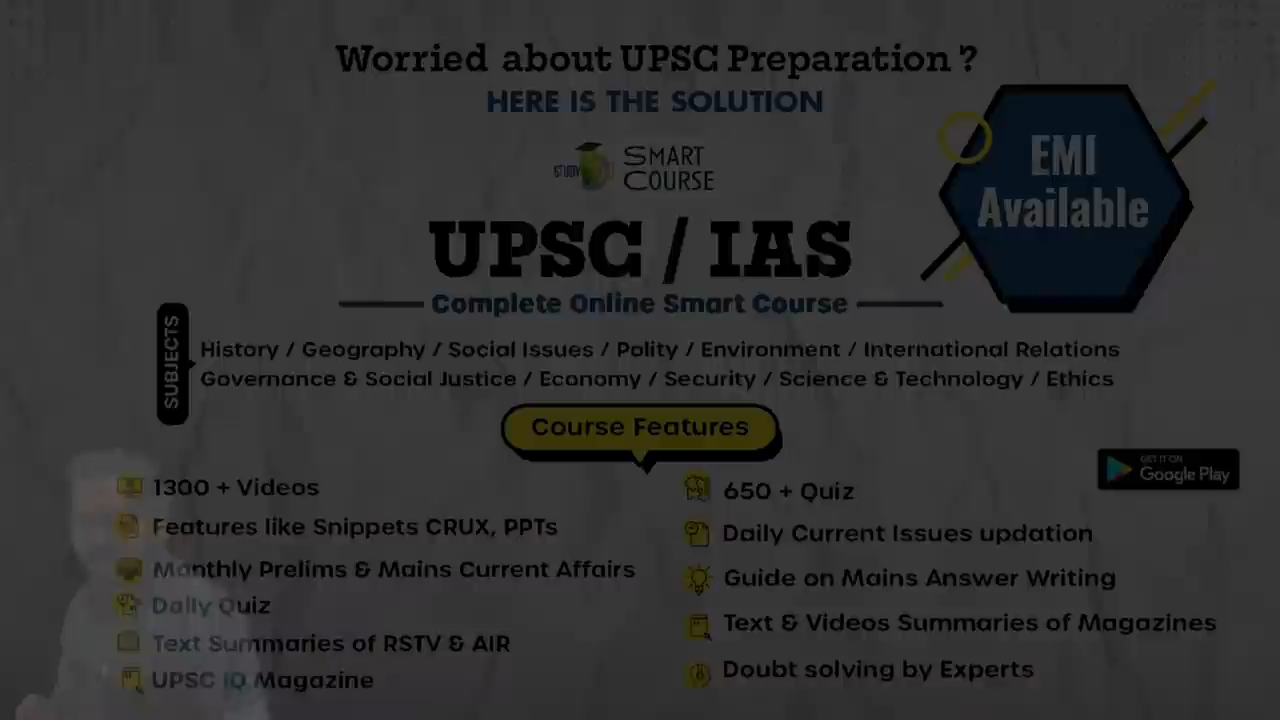 Worried about UPSC Preparation ?
HERE IS THE SOLUTION
STUDY
SMART
COURSE
EMI
Available
UPSC / IAS
Complete Online Smart Course
SUBJECTS
History / Geography / Social Issues / Polity / Environment / International Relations
Governance & Social Justice / Economy / Security / Science & Technology / Ethics
Course Features
1300 + Videos
Features like Snippets CRUX, PPTs
Monthly Prelims & Mains Current Affairs
Daily Quiz
Text Summaries of RSTV & AIR
UPSC IQ Magazine
650 + Quiz
Daily Current Issues updation
Guide on Mains Answer Writing
Text & Videos Summaries of Magazines
Doubt solving by Experts
GET IT ON
Google Play